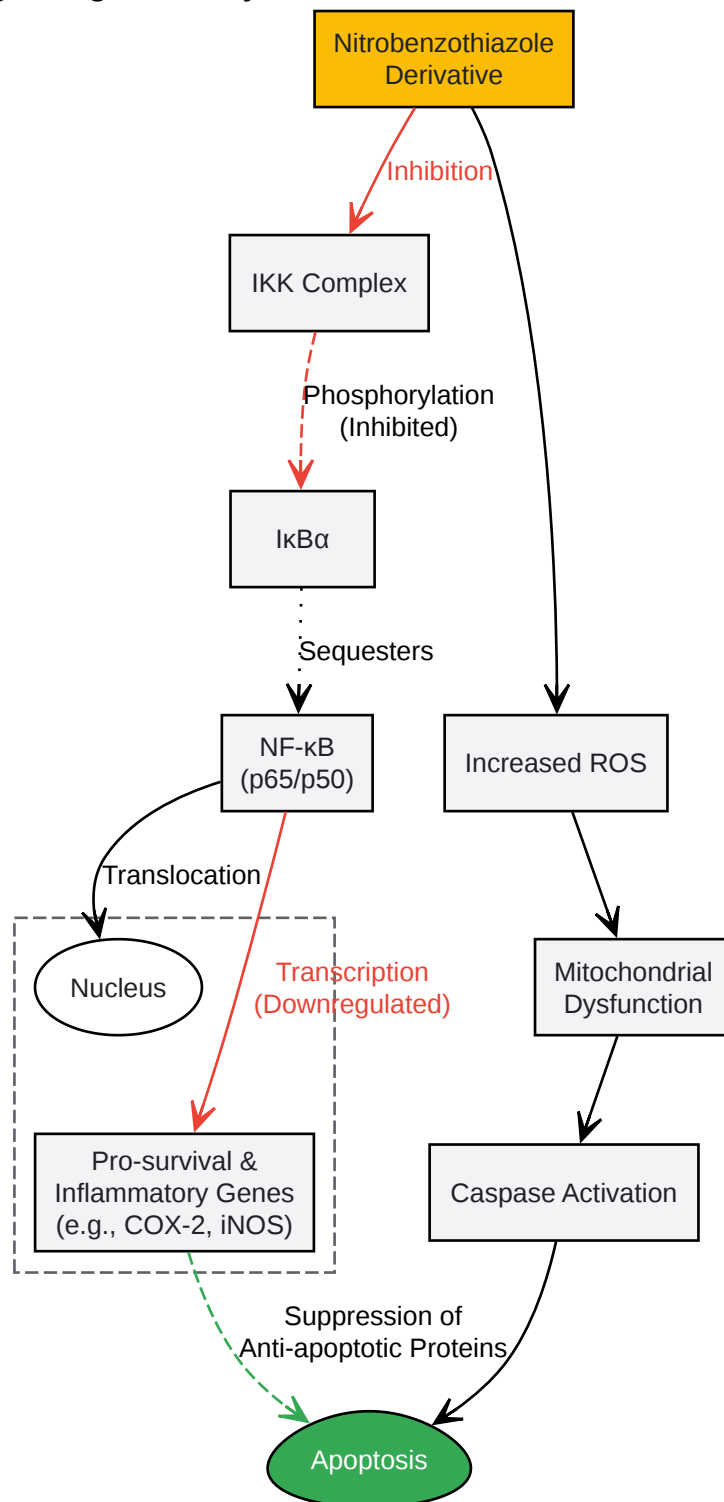 Nitrobenzothiazole
Derivative
Inhibition
IKK Complex
Phosphorylation
(Inhibited)
IκBα
Sequesters
NF-κB
(p65/p50)
Increased ROS
Translocation
Nucleus
Transcription
(Downregulated)
Mitochondrial
Dysfunction
Pro-survival &
Inflammatory Genes
(e.g., COX-2, iNOS)
Caspase Activation
Suppression of
Anti-apoptotic Proteins
Apoptosis